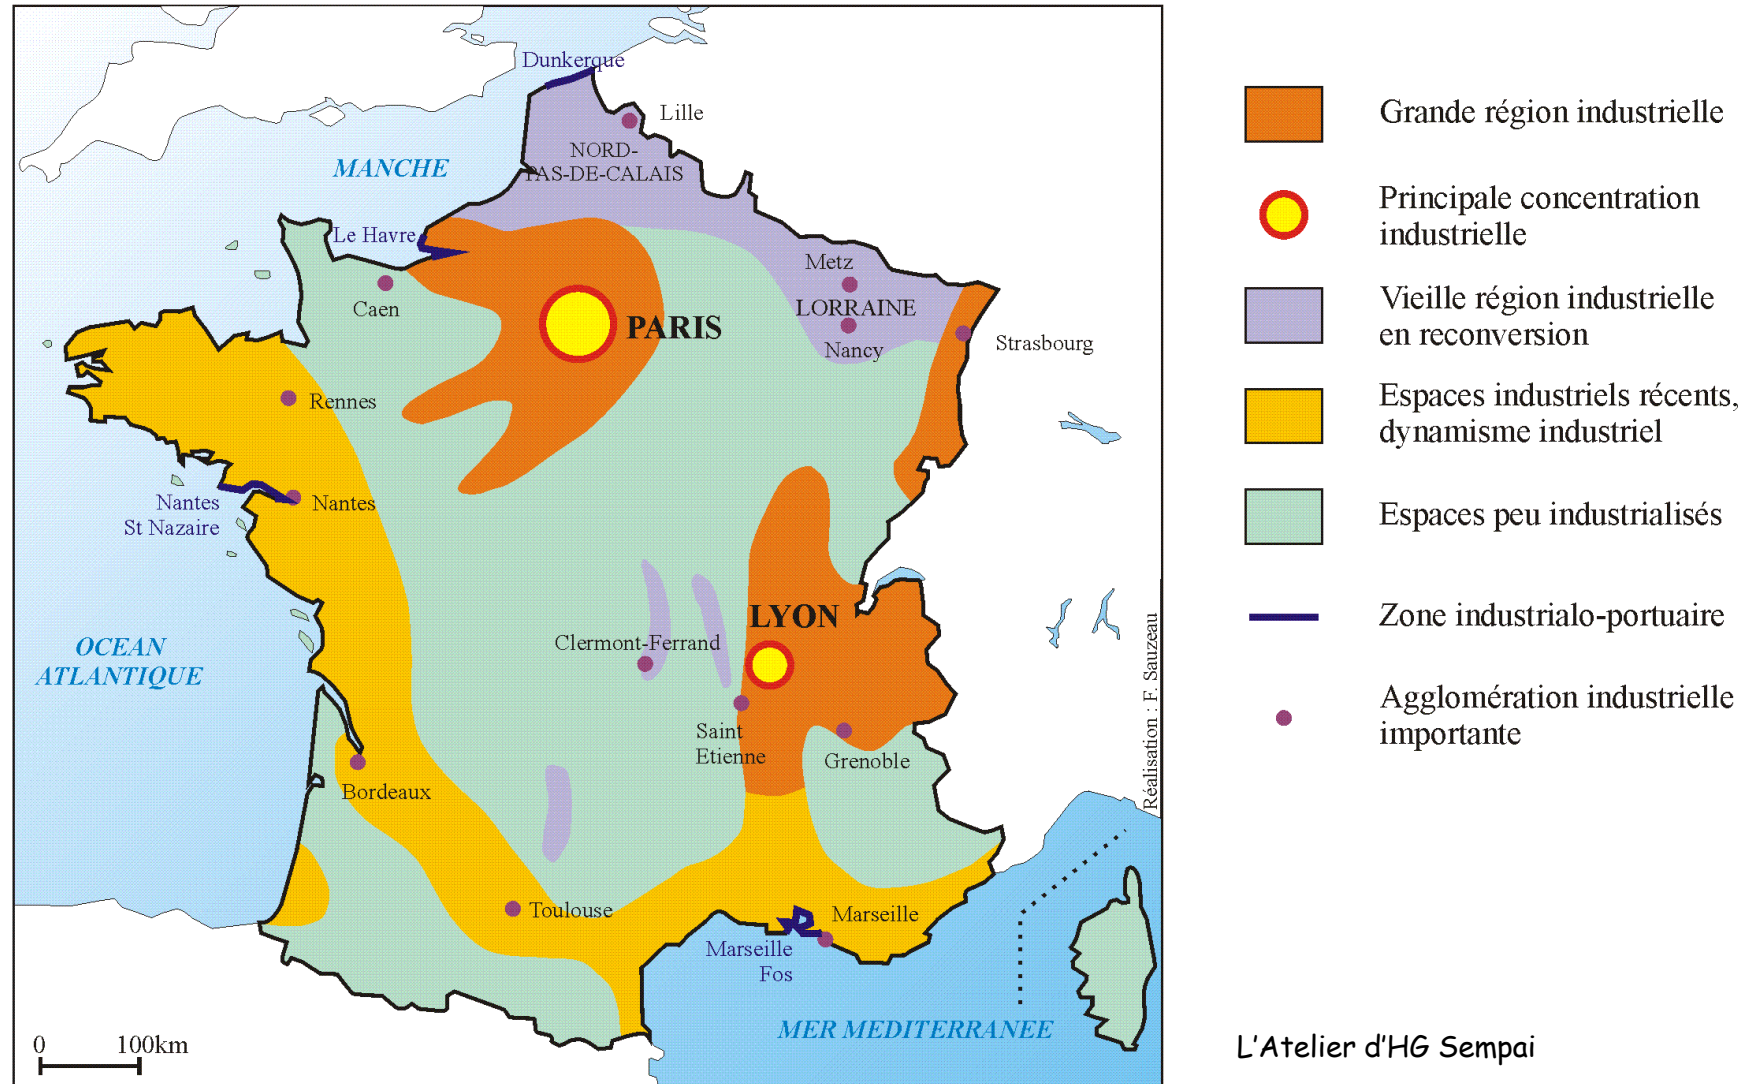 Dunkerque
Lille
NORD-
PAS-DE-CALAIS
MANCHE
Le Havre
Metz
LORRAINE
Nancy
Caen
PARIS
Strasbourg
Rennes
Nantes
St Nazaire
Nantes
OCEAN
ATLANTIQUE
LYON
Clermont-Ferrand
Saint
Etienne
Grenoble
Bordeaux
Toulouse
Marseille
Marseille
Fos
MER MEDITERRANEE
0 100km
Réalisation : F. Sauzeau
Grande région industrielle
Principale concentration
industrielle
Vieille région industrielle
en reconversion
Espaces industriels récents,
dynamisme industriel
Espaces peu industrialisés
Zone industrialo-portuaire
Agglomération industrielle
importante
L'Atelier d'HG Sempai